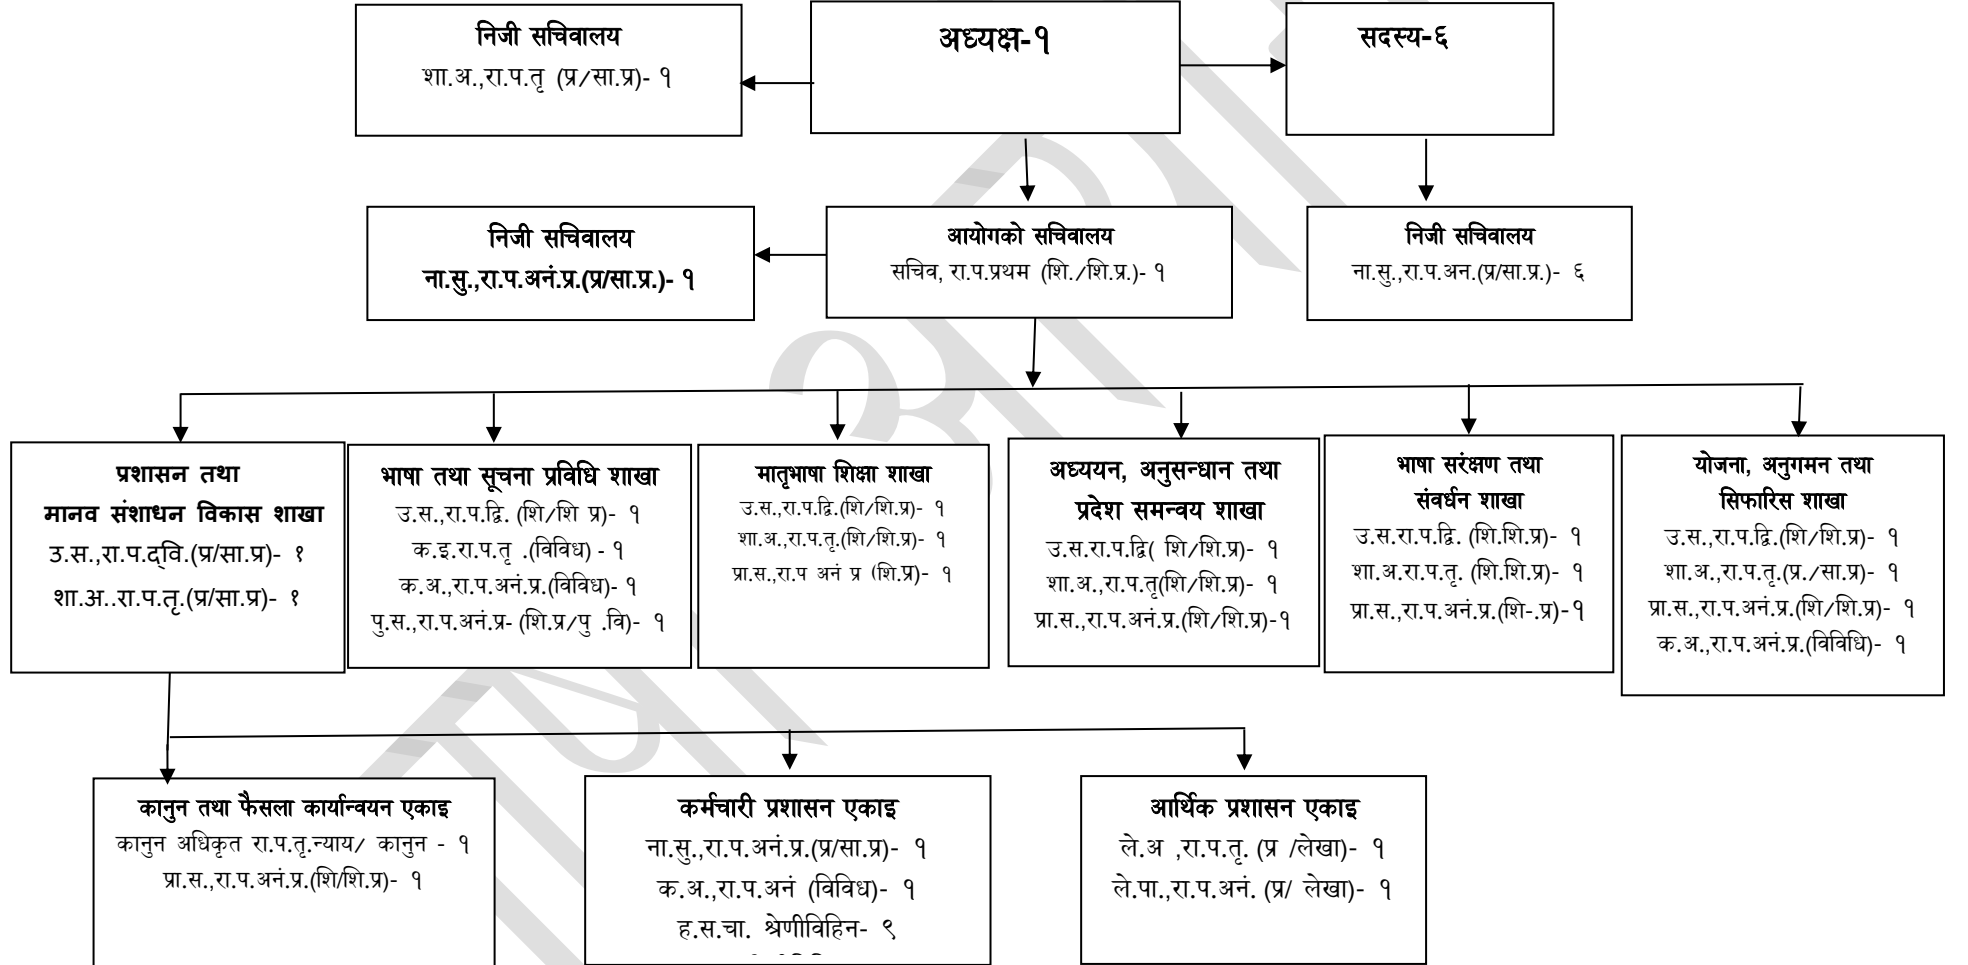 निजी सचिवालय
शा.अ.,रा.प.तृ (प्र/सा.प्र)- १
अध्यक्ष-१
सदस्य-६
निजी सचिवालय
ना.सु.,रा.प.अनं.प्र.(प्र/सा.प्र.)- १
आयोगको सचिवालय
सचिव, रा.प.प्रथम (शि./शि.प्र.)- १
निजी सचिवालय
ना.सु.,रा.प.अन.(प्र/सा.प्र.)- ६
प्रशासन तथा
मानव संशाधन विकास शाखा
उ.स.,रा.प.द्वि.(प्र/सा.प्र)- १
शा.अ..रा.प.तृ.(प्र/सा.प्र)- १
भाषा तथा सूचना प्रविधि शाखा
उ.स.,रा.प.द्वि. (शि/शि प्र)- १
क.इ.रा.प.तृ .(विविध) - १
क.अ.,रा.प.अनं.प्र.(विविध)- १
पु.स.,रा.प.अनं.प्र- (शि.प्र/पु .वि)- १
मातृभाषा शिक्षा शाखा
उ.स.,रा.प.द्वि.(शि/शि.प्र)- १
शा.अ.,रा.प.तृ.(शि/शि.प्र)- १
प्रा.स.,रा.प अनं प्र (शि.प्र)- १
अध्ययन, अनुसन्धान तथा
प्रदेश समन्वय शाखा
उ.स.रा.प.द्वि( शि/शि.प्र)- १
शा.अ.,रा.प.तृ(शि/शि.प्र)- १
प्रा.स.,रा.प.अनं.प्र.(शि/शि.प्र)-१
भाषा सरंक्षण तथा
संवर्धन शाखा
उ.स.रा.प.द्वि. (शि.शि.प्र)- १
शा.अ.रा.प.तृ. (शि.शि.प्र)- १
प्रा.स.,रा.प.अनं.प्र.(शि-.प्र)-१
योजना, अनुगमन तथा
सिफारिस शाखा
उ.स.,रा.प.द्वि.(शि/शि.प्र)- १
शा.अ.,रा.प.तृ.(प्र./सा.प्र)- १
प्रा.स.,रा.प.अनं.प्र.(शि/शि.प्र)- १
क.अ.,रा.प.अनं.प्र.(विविधि)- १
कानुन तथा फैसला कार्यान्वयन एकाइ
कानुन अधिकृत रा.प.तृ.न्याय/ कानुन - १
प्रा.स.,रा.प.अनं.प्र.(शि/शि.प्र)- १
कर्मचारी प्रशासन एकाइ
ना.सु.,रा.प.अनं.प्र.(प्र/सा.प्र)- १
क.अ.,रा.प.अनं (विविध)- १
ह.स.चा. श्रेणीविहिन- ९
आर्थिक प्रशासन एकाइ
ले.अ ,रा.प.तृ. (प्र /लेखा)- १
ले.पा.,रा.प.अनं. (प्र/ लेखा)- १